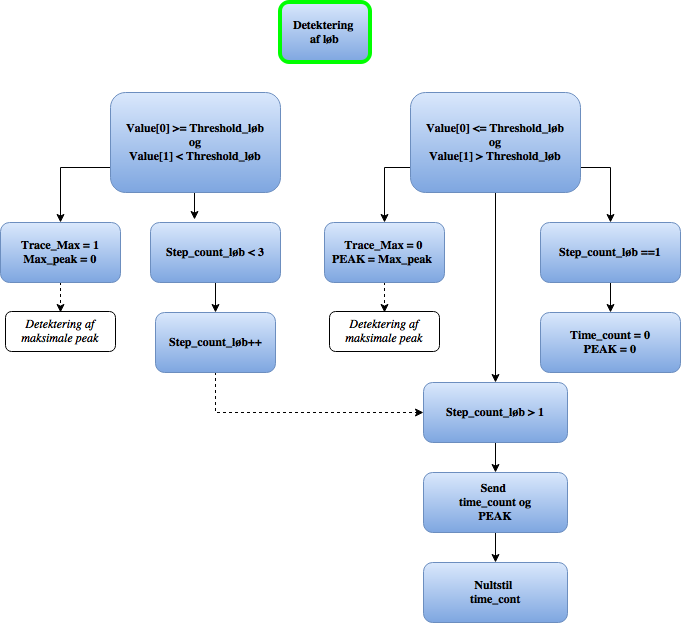 Detektering
af løb
Value[0] >= Threshold_løb
og
Value[1] < Threshold_løb
Value[0] <= Threshold_løb
og
Value[1] > Threshold_løb
Trace_Max = 1
Max_peak = 0
Step_count_løb < 3
Trace_Max = 0
PEAK = Max_peak
Step_count_løb ==1
Detektering af
maksimale peak
Step_count_løb++
Detektering af
maksimale peak
Time_count = 0
PEAK = 0
Step_count_løb > 1
Send
time_count og
PEAK
Nultstil
time_cont